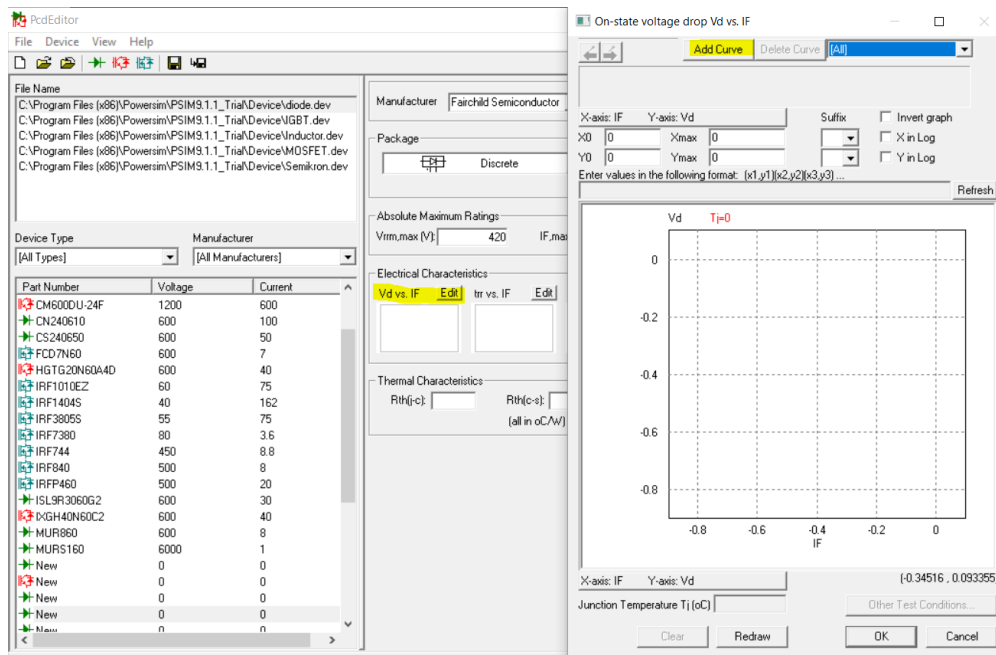 PcdEditor
File Device View Help
File Name
C:\Program Files (x86)\Powersim\PSIM9.1.1_Trial\Device\diode.dev
C:\Program Files (x86)\Powersim\PSIM9.1.1_Trial\Device\IGBT.dev
C:\Program Files (x86)\Powersim\PSIM9.1.1_Trial\Device\Inductor.dev
C:\Program Files (x86)\Powersim\PSIM9.1.1_Trial\Device\MOSFET.dev
C:\Program Files (x86)\Powersim\PSIM9.1.1_Trial\Device\Semikron.dev
Device Type Manufacturer
[All Types] [All Manufacturers]
Part Number Voltage Current
CM600DU-24F 1200 600
CN240610 600 100
CS240650 600 50
FCD7N60 600 7
HGTG20N60A4D 600 40
IRF1010EZ 60 75
IRF1404S 40 162
IRF3805S 55 75
IRF7380 80 3.6
IRF744 450 8.8
IRF840 500 8
IRFP460 500 20
ISL9R3060G2 600 30
IXGH40N60C2 600 40
MUR860 600 8
MURS160 6000 1
New 0 0
New 0 0
New 0 0
New 0 0
New 0 0
Manufacturer Fairchild Semiconductor
Package
Discrete
Absolute Maximum Ratings
Vrrm,max (V): 420 IF,max
Electrical Characteristics
Vd vs. IF Edit trr vs. IF Edit
Thermal Characteristics
Rth(j-c): Rth(c-s):
(all in oC/W)
On-state voltage drop Vd vs. IF
Add Curve Delete Curve [All]
X-axis: IF Y-axis: Vd Suffix Invert graph
X0 0 Xmax 0 X in Log
Y0 0 Ymax 0 Y in Log
Enter values in the following format: (x1,y1)(x2,y2)(x3,y3) ...
Refresh
Vd Tj=0
0
-0.2
-0.4
-0.6
-0.8
-0.8 -0.6 -0.4 -0.2 0
IF
X-axis: IF Y-axis: Vd (-0.34516 , 0.093355)
Junction Temperature Tj (oC) Other Test Conditions...
Clear Redraw OK Cancel